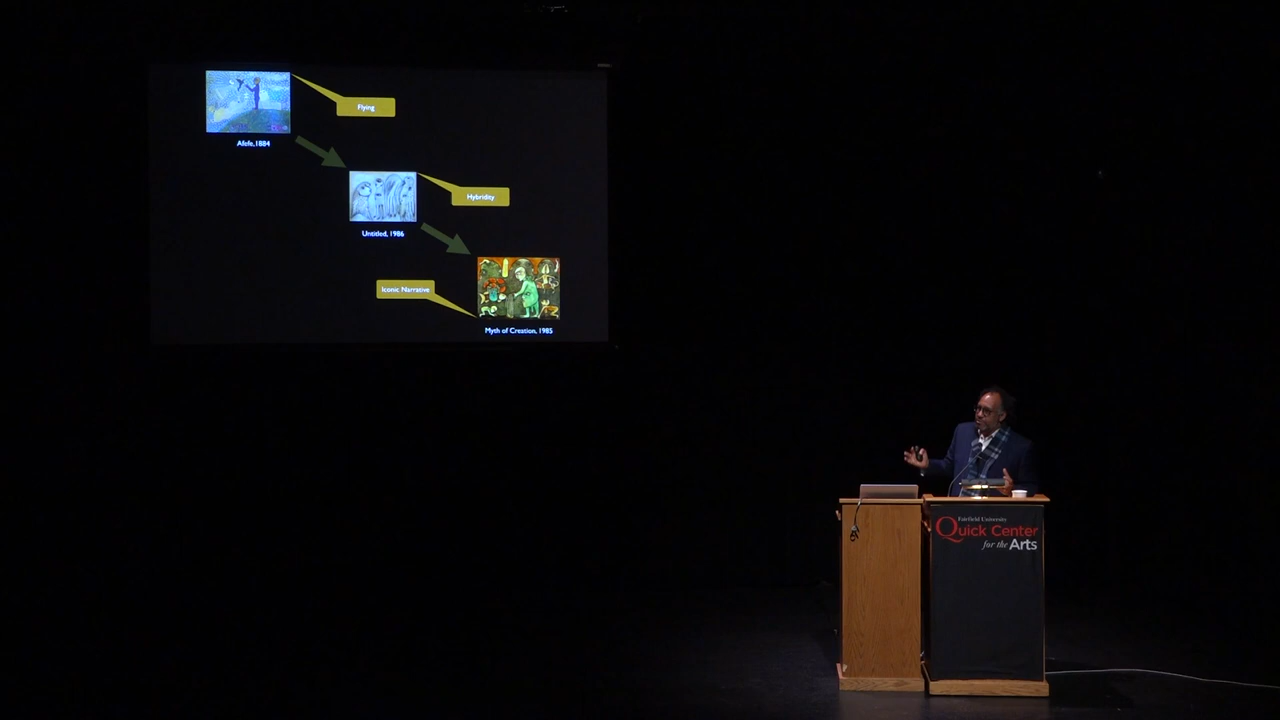 Flying
Afefe,1884
Hybridity
Untitled, 1986
Iconic Narrative
Myth of Creation, 1985
Fairfield University
Quick Center
for the Arts